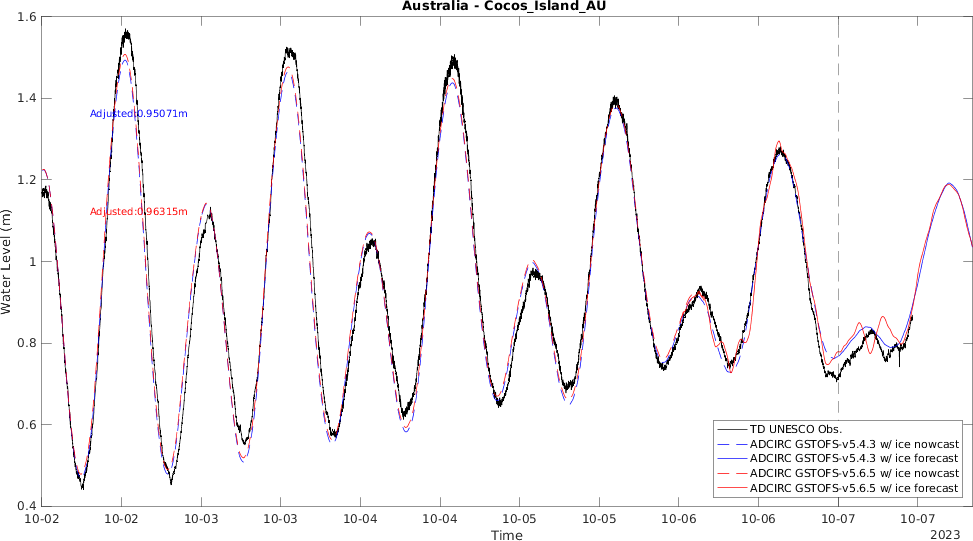 Australia - Cocos_Island_AU
Water Level (m)
1.6
1.4
1.2
1
0.8
0.6
0.4
Adjusted:0.95071m
Adjusted:0.96315m
TD UNESCO Obs.
ADCIRC GSTOFS-v5.4.3 w/ ice nowcast
ADCIRC GSTOFS-v5.4.3 w/ ice forecast
ADCIRC GSTOFS-v5.6.5 w/ ice nowcast
ADCIRC GSTOFS-v5.6.5 w/ ice forecast
10-02 10-02 10-03 10-03 10-04 10-04 10-05 10-05 10-06 10-06 10-07 10-07
2023
Time